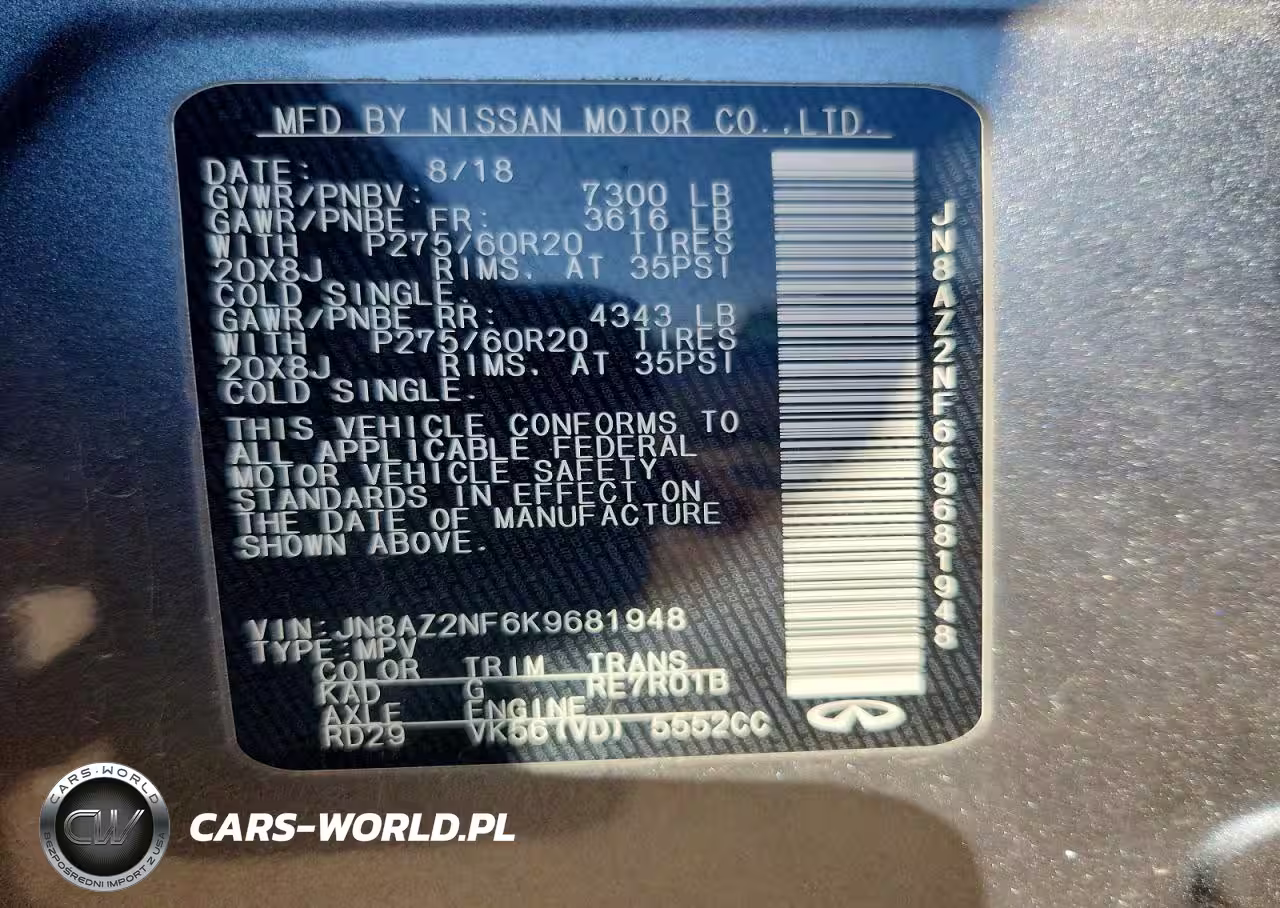 MFD BY NISSAN MOTOR CO.,LTD.
DATE: 8/18
GVWR/PNBV: 7300 LB
GAWR/PNBE FR: 3616 LB
WITH P275/60R20 TIRES
20X8J RIMS. AT 35PSI
COLD SINGLE.
GAWR/PNBE RR: 4343 LB
WITH P275/60R20 TIRES
20X8J RIMS. AT 35PSI
COLD SINGLE.
THIS VEHICLE CONFORMS TO
ALL APPLICABLE FEDERAL
MOTOR VEHICLE SAFETY
STANDARDS IN EFFECT ON
THE DATE OF MANUFACTURE
SHOWN ABOVE.
VIN:JN8AZ2NF6K9681948
TYPE:MPV
COLOR TRIM TRANS
KAD G RE7R01B
AXLE ENGINE
RD29 VK56(VD) 5552CC
JN8AZ2NF6K9681948
CARS-WORLD
CW
BEZPOŚREDNI IMPORT Z USA
CARS-WORLD.PL